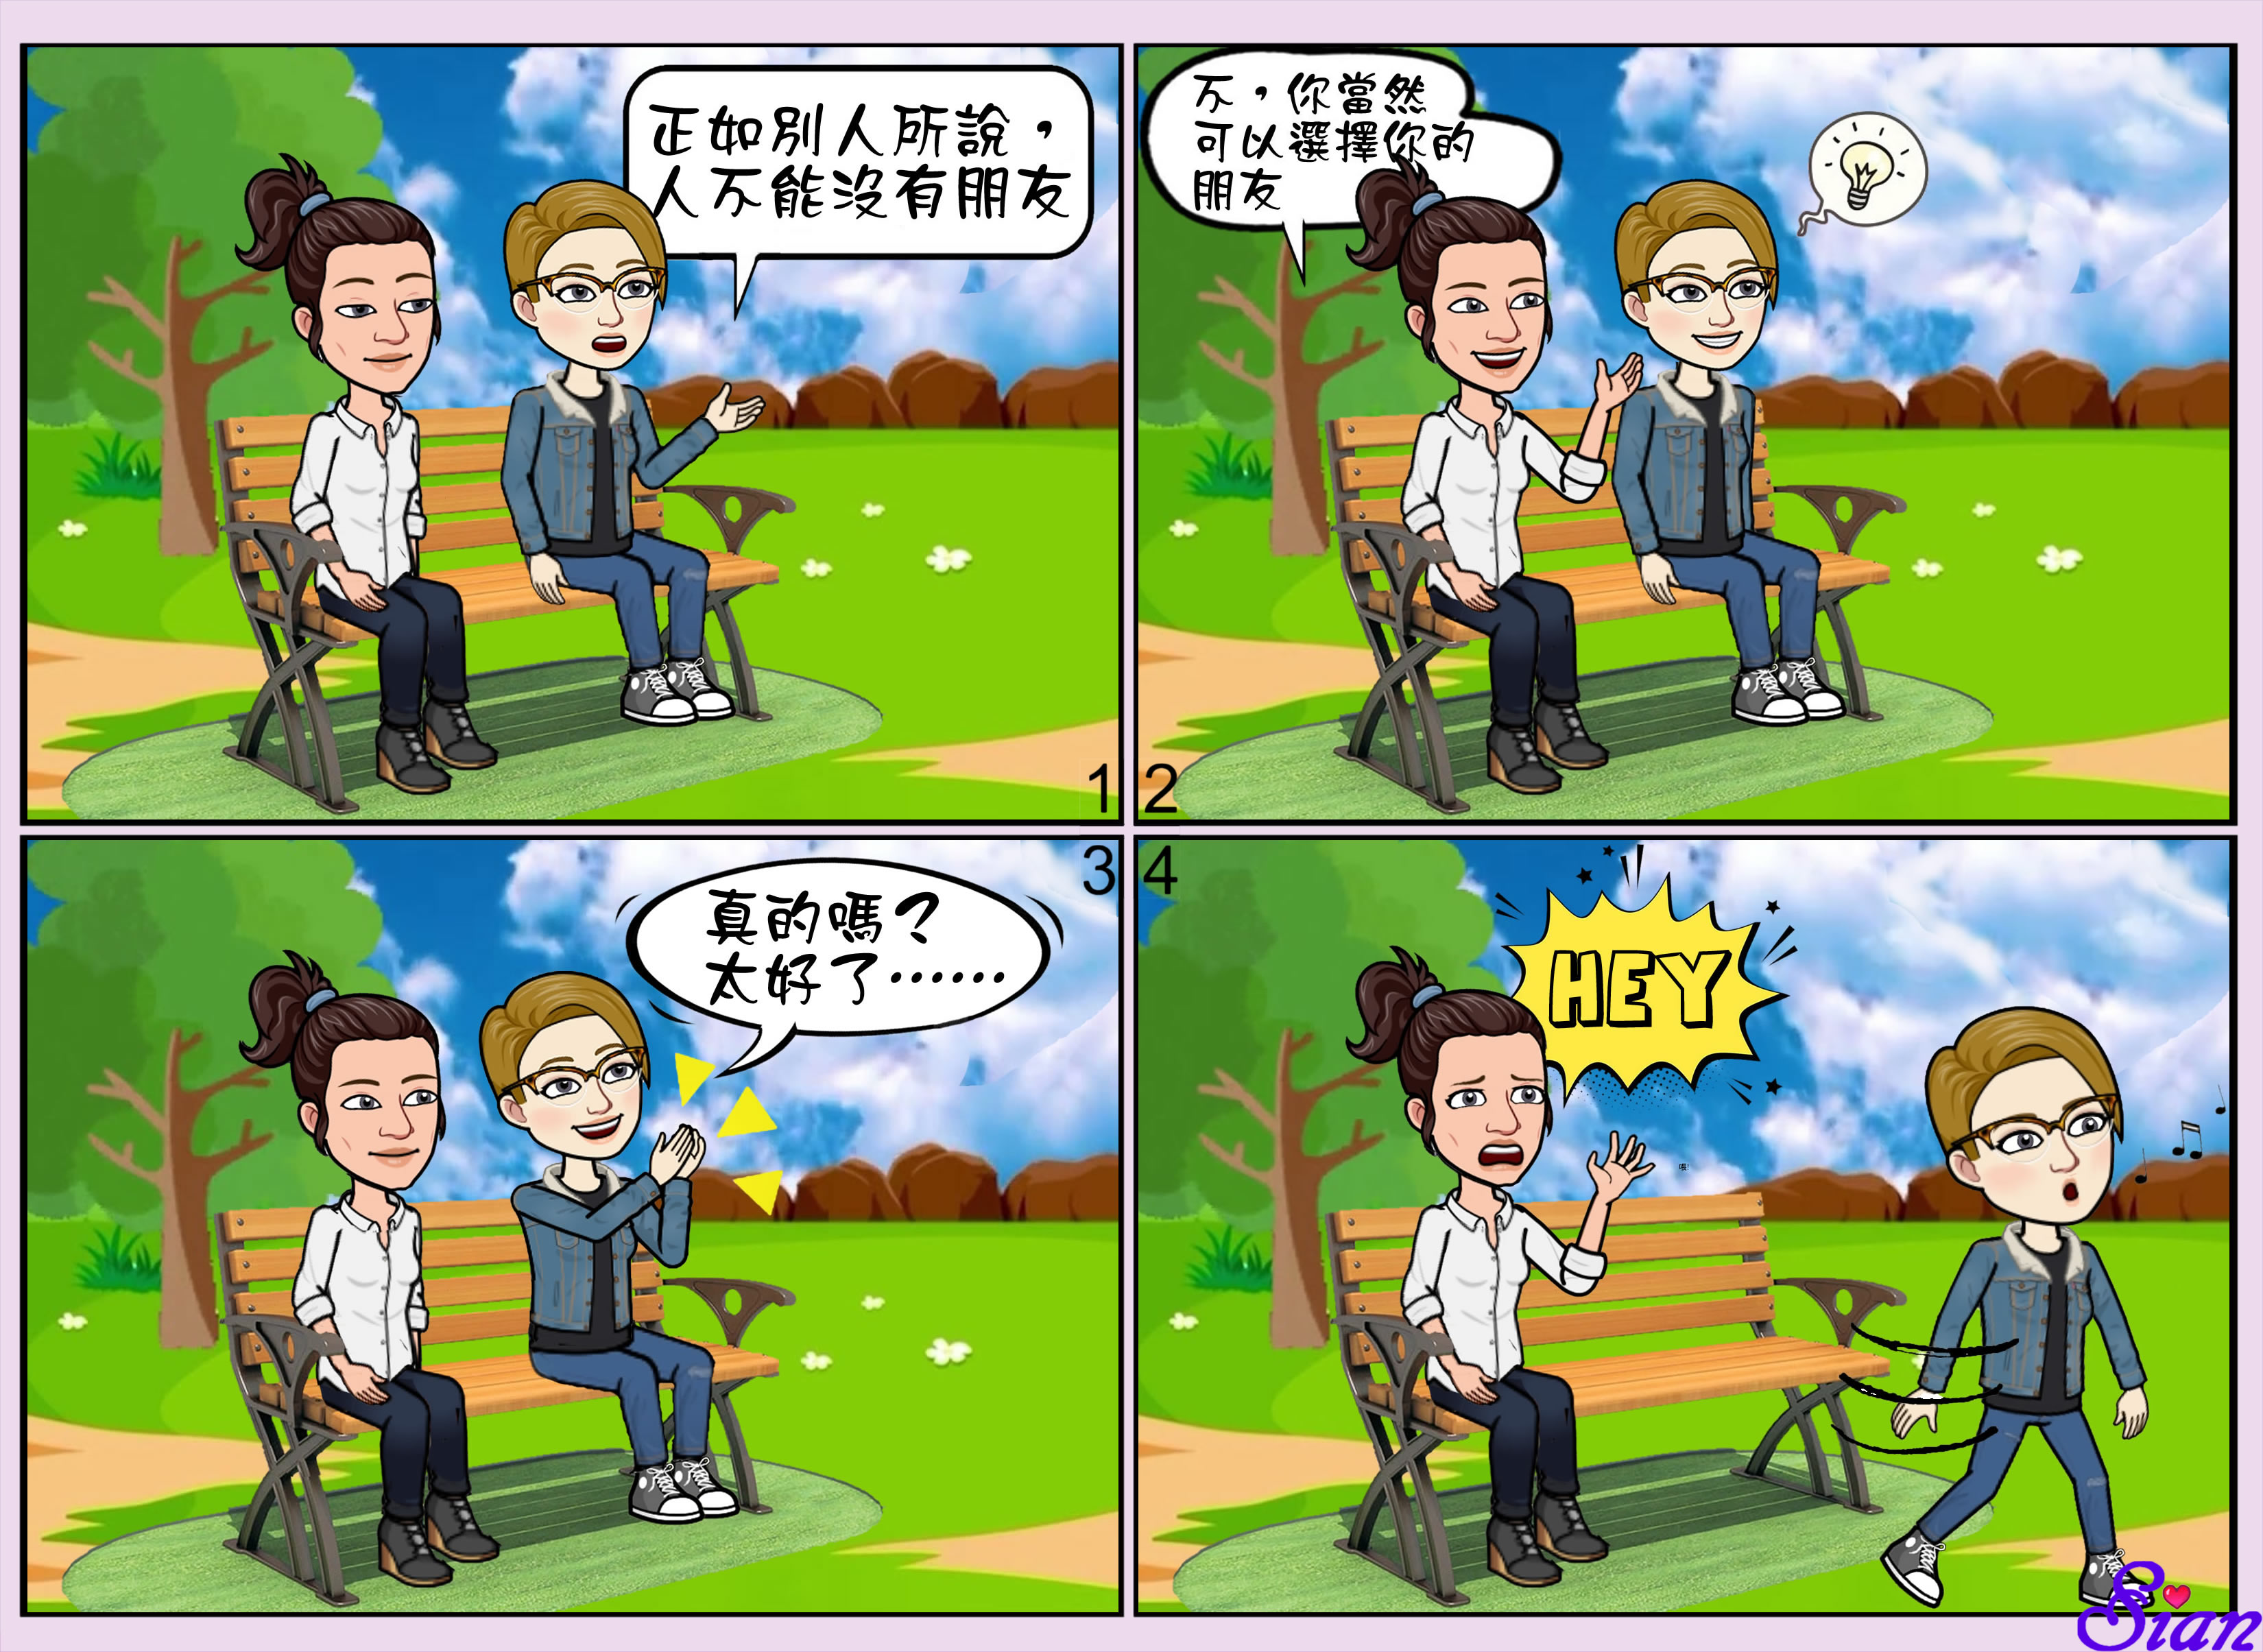 正如別人所說，
人不能沒有朋友
1
不，你當然
可以選擇你的
朋友
2
3
真的嗎？
太好了……
4
HEY
喂!
Sian